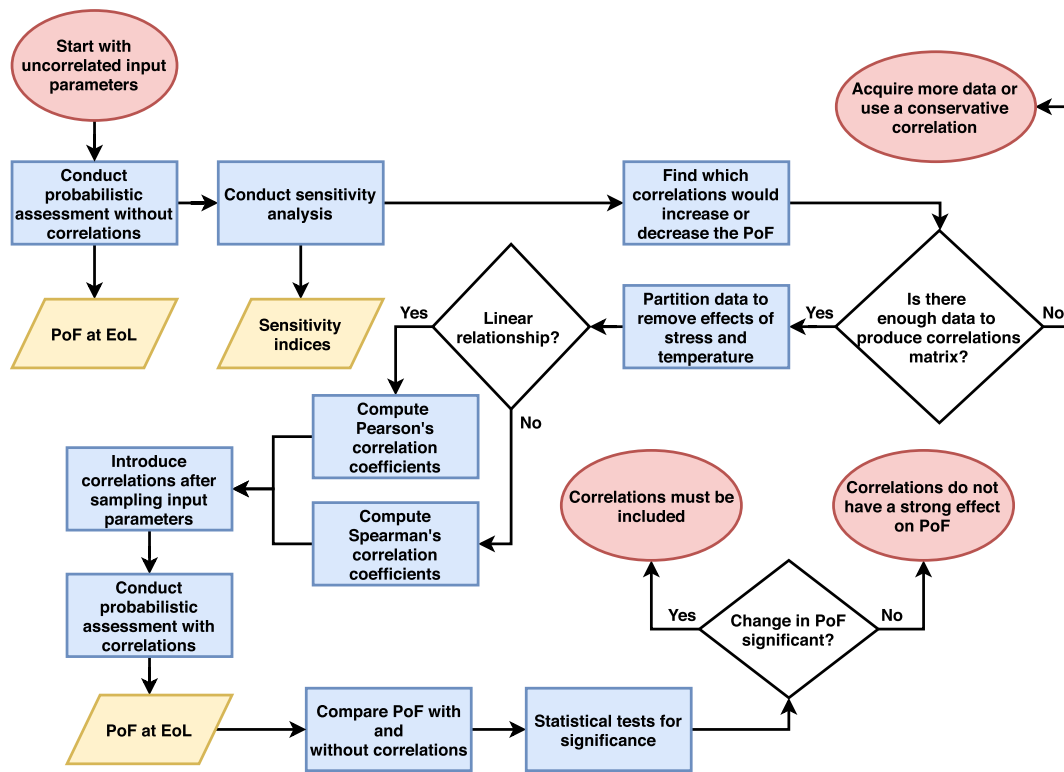 Start with
uncorrelated input
parameters
Acquire more data or
use a conservative
correlation
Conduct
probabilistic
assessment without
correlations
Conduct sensitivity
analysis
Find which
correlations would
increase or
decrease the PoF
PoF at EoL
Sensitivity
indices
Yes
Linear
relationship?
Partition data to
remove effects of
stress and
temperature
Yes
Is there
enough data to
produce correlations
matrix?
No
No
Compute
Pearson's
correlation
coefficients
Introduce
correlations after
sampling input
parameters
Compute
Spearman's
correlation
coefficients
Correlations must be
included
Correlations do not
have a strong effect
on PoF
Conduct
probabilistic
assessment with
correlations
Yes
Change in PoF
significant?
No
PoF at EoL
Compare PoF with
and
without correlations
Statistical tests for
significance